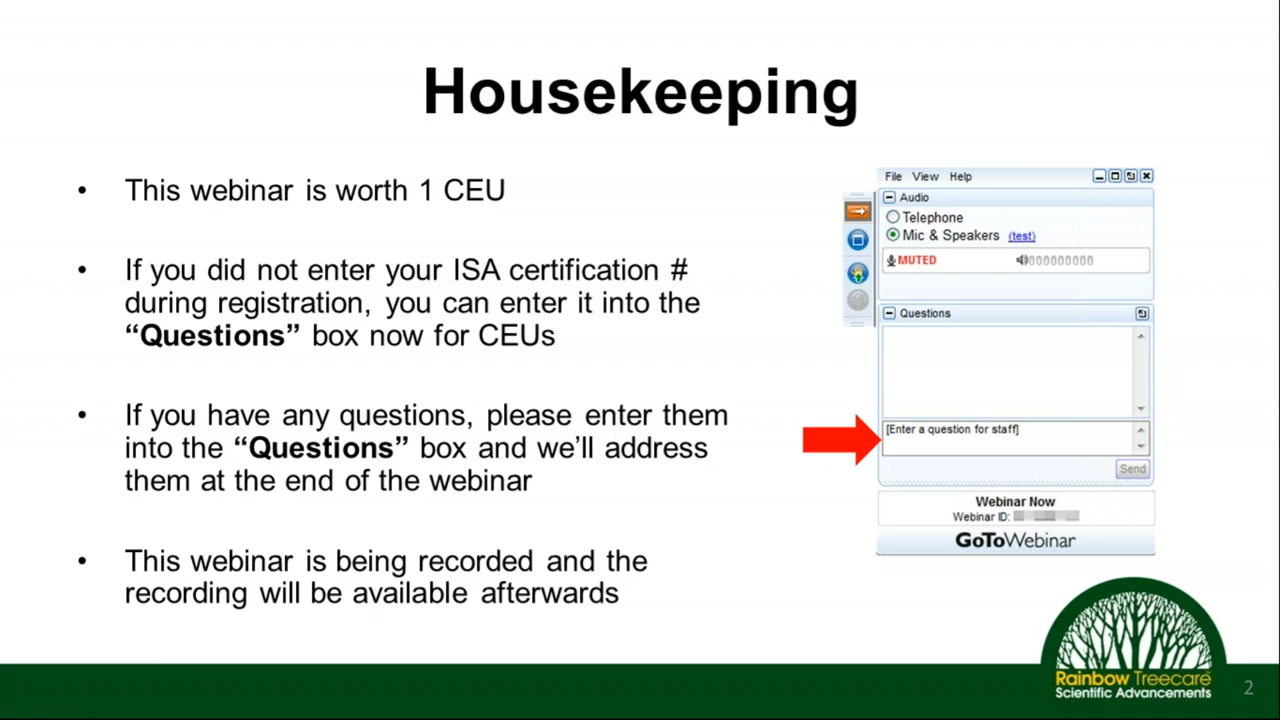 Housekeeping
• This webinar is worth 1 CEU
• If you did not enter your ISA certification #
during registration, you can enter it into the
“Questions” box now for CEUs
• If you have any questions, please enter them
into the “Questions” box and we’ll address
them at the end of the webinar
• This webinar is being recorded and the
recording will be available afterwards
File View Help
Audio
Telephone
Mic & Speakers (test)
MUTED
Questions
[Enter a question for staff]
Send
Webinar Now
Webinar ID:
GoToWebinar
Rainbow Treecare
Scientific Advancements
2